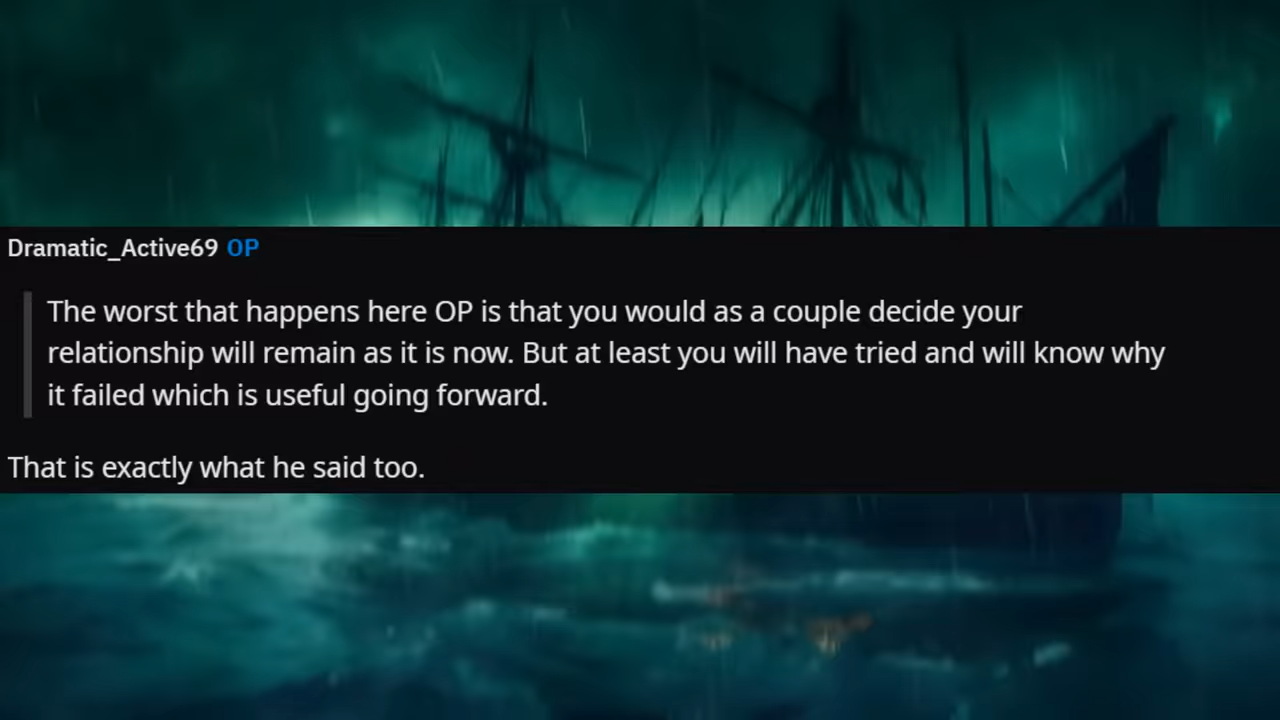 Dramatic_Active69 OP
The worst that happens here OP is that you would as a couple decide your
relationship will remain as it is now. But at least you will have tried and will know why
it failed which is useful going forward.
That is exactly what he said too.